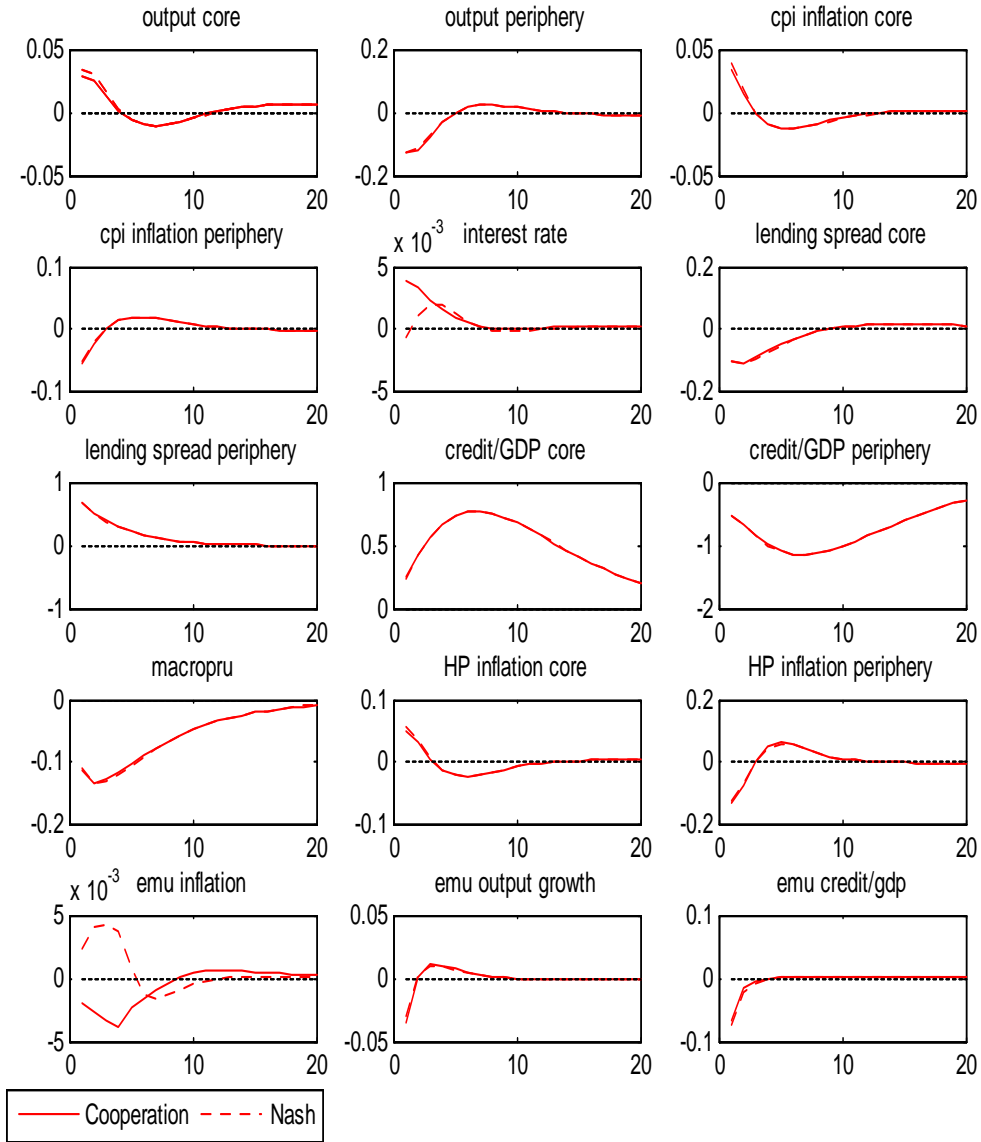 output core output periphery cpi inflation core
0.05 0.2 0.05
0 0 0
-0.05 -0.2 -0.05
0 10 20 0 10 20 0 10 20
cpi inflation periphery x 10^-3 interest rate lending spread core
0.1 5 0.2
0 0 0
-0.1 -5 -0.2
0 10 20 0 10 20 0 10 20
lending spread periphery credit/GDP core credit/GDP periphery
1 1 0
0 0.5 -1
-1 0 -2
0 10 20 0 10 20 0 10 20
macropru HP inflation core HP inflation periphery
0 0.1 0.2
-0.1 0 0
-0.2 -0.1 -0.2
0 10 20 0 10 20 0 10 20
x 10^-3 emu inflation emu output growth emu credit/gdp
5 0.05 0.1
0 0 0
-5 -0.05 -0.1
0 10 20 0 10 20 0 10 20
Cooperation Nash